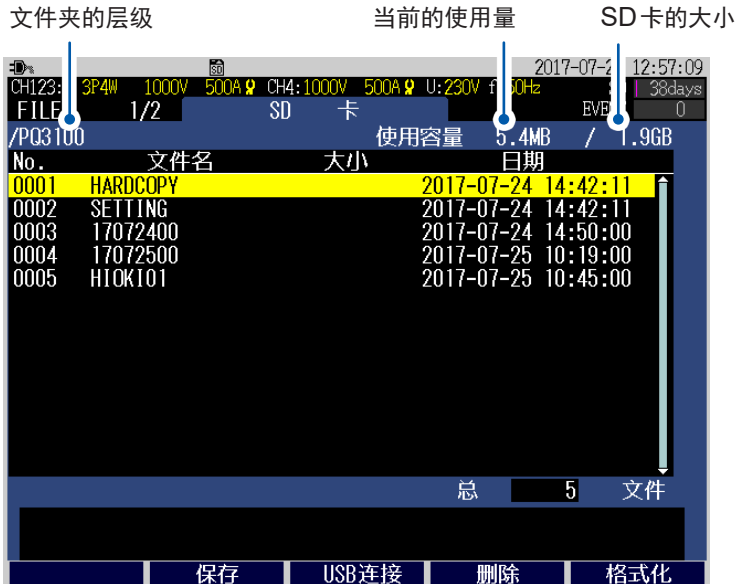 文件夹的层级 当前的使用量 SD卡的大小
SD 2017-07-2 12:57:09
CH123: 3P4W 1000V 500A CH4:1000V 500A U:230V f 50Hz 38days
FILE 1/2 SD 卡 EVE 0
/PQ3100 使用容量 5.4MB / 1.9GB
No. 文件名 大小 日期
0001 HARDCOPY 2017-07-24 14:42:11
0002 SETTING 2017-07-24 14:42:11
0003 17072400 2017-07-24 14:50:00
0004 17072500 2017-07-25 10:19:00
0005 HIOKI01 2017-07-25 10:45:00
总 5 文件
保存 USB连接 删除 格式化